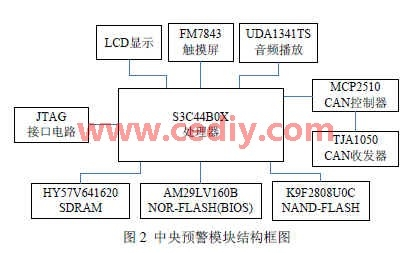 LCD显示
FM7843
触摸屏
UDA1341TS
音频播放
S3C44B0X
处理器
MCP2510
CAN控制器
JTAG
接口电路
TJA1050
CAN收发器
www.cediy.com
HY57V641620
SDRAM
AM29LV160B
NOR-FLASH(BIOS)
K9F2808U0C
NAND-FLASH
图 2 中央预警模块结构框图